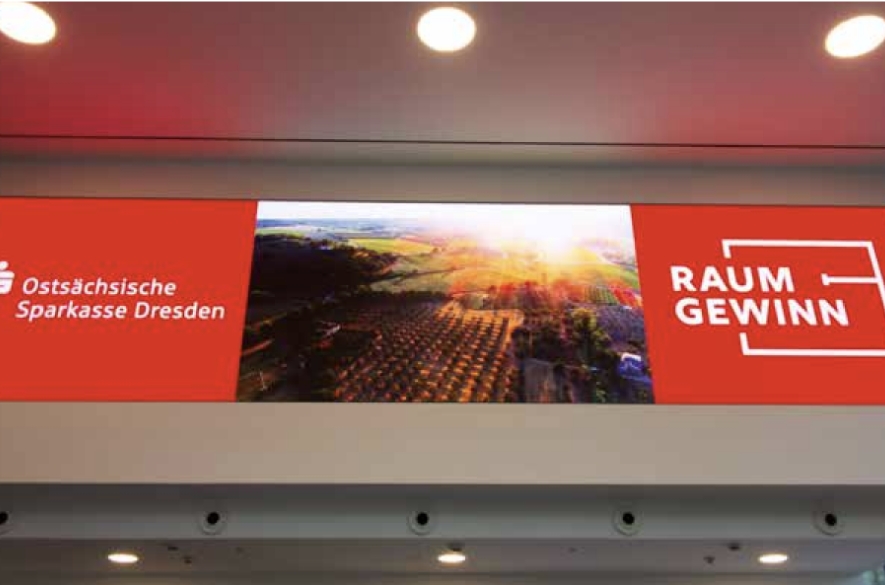 Ostsächsische
Sparkasse Dresden
RAUM
GEWINN